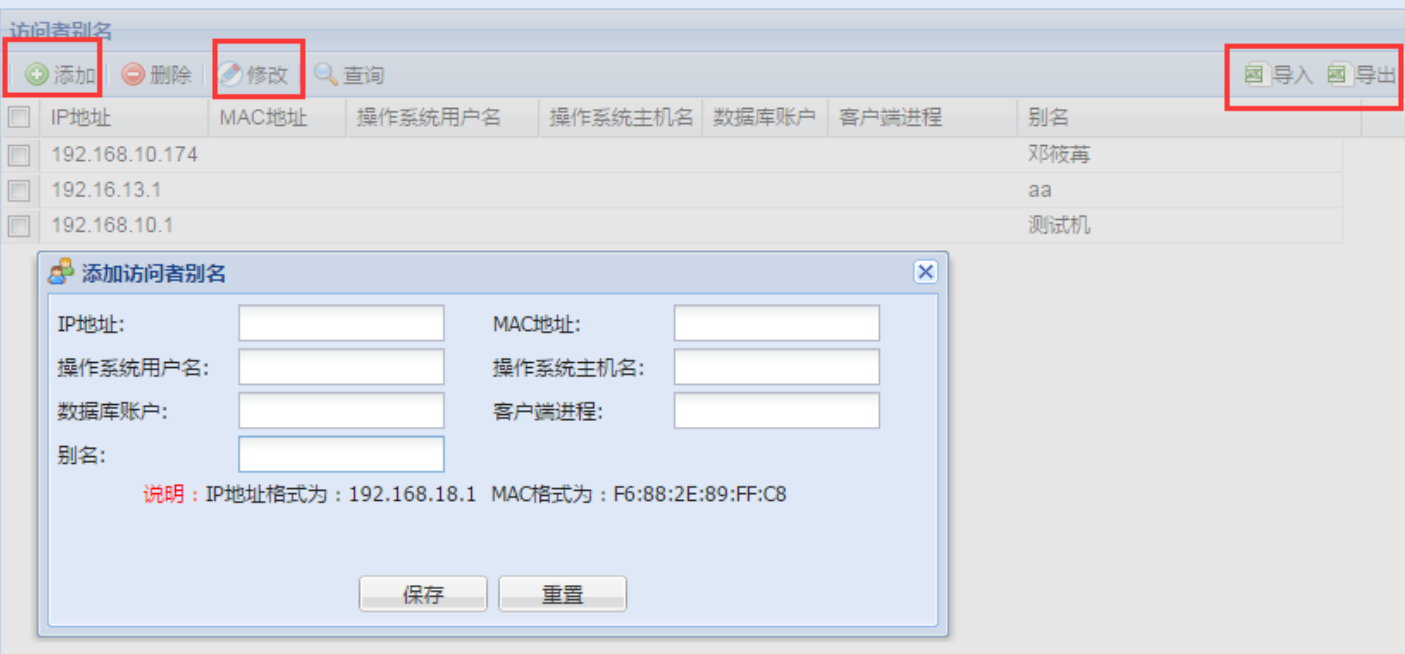 访问者别名
添加 删除 修改 查询 导入 导出
IP地址 MAC地址 操作系统用户名 操作系统主机名 数据库账户 客户端进程 别名
192.168.10.174 邓筱苒
192.16.13.1 aa
192.168.10.1 测试机
添加访问者别名
IP地址: MAC地址:
操作系统用户名: 操作系统主机名:
数据库账户: 客户端进程:
别名:
说明：IP地址格式为：192.168.18.1 MAC格式为：F6:88:2E:89:FF:C8
保存 重置